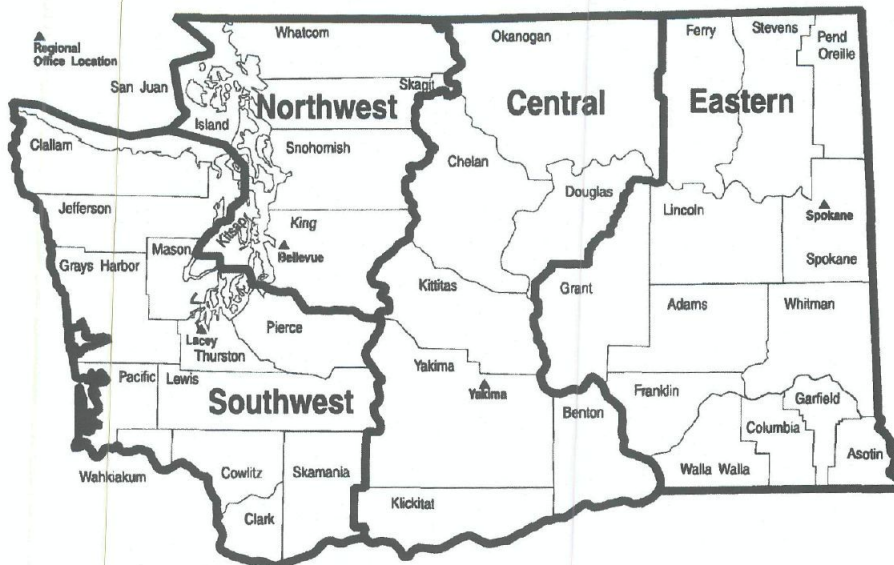 Regional
Office Location
San Juan
Whatcom
Skagit
Northwest
Island
Snohomish
King
Kitsap
Bellevue
Clallam
Jefferson
Mason
Grays Harbor
Lacey
Thurston
Pierce
Pacific
Lewis
Southwest
Wahkiakum
Cowlitz
Skamania
Clark
Okanogan
Central
Chelan
Douglas
Kittitas
Yakima
Yakima
Benton
Klickitat
Ferry
Stevens
Pend
Oreille
Eastern
Lincoln
Spokane
Spokane
Grant
Adams
Whitman
Franklin
Garfield
Columbia
Walla Walla
Asotin